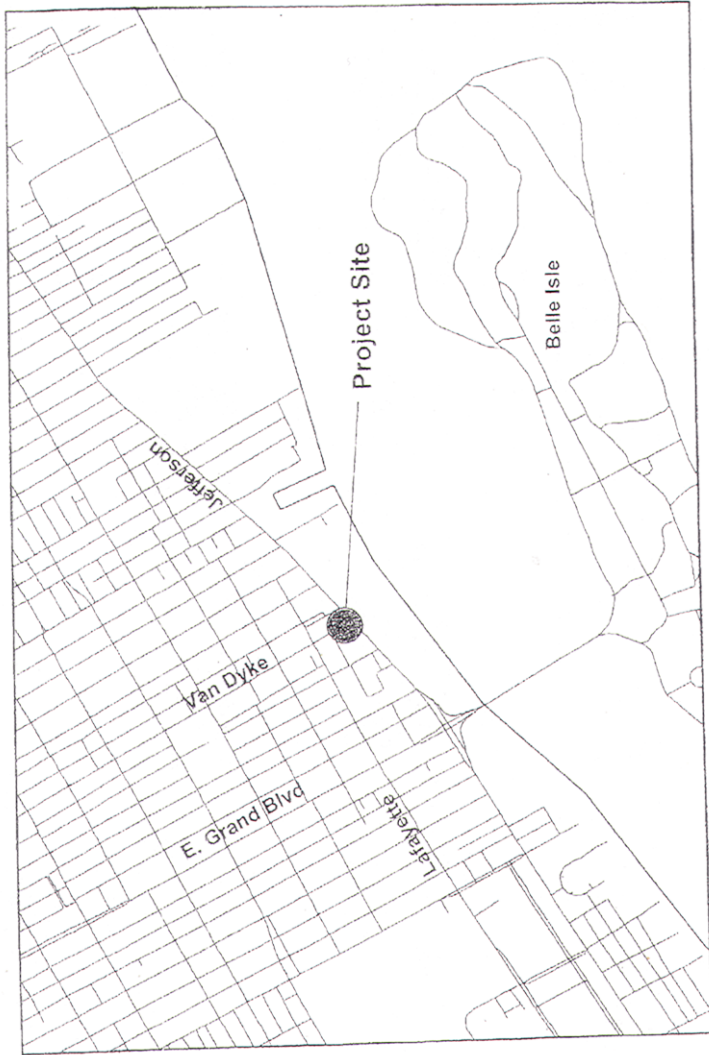 Jefferson
Project Site
Van Dyke
Belle Isle
E. Grand Blvd
Lafayette